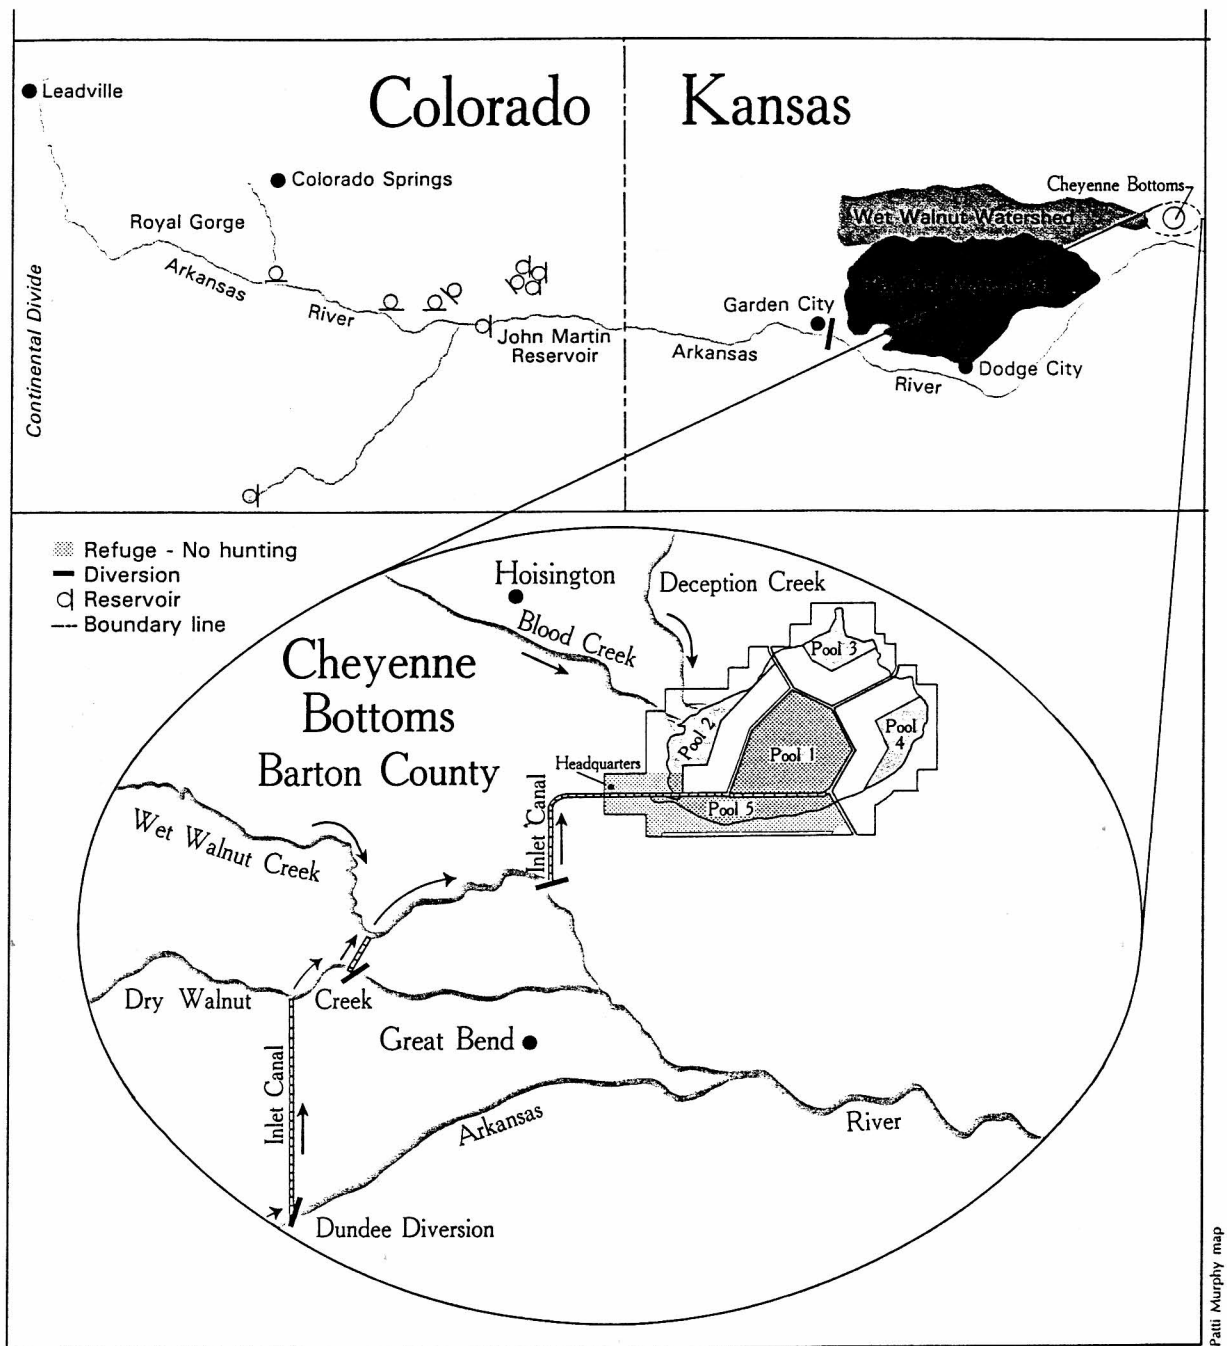 Colorado
Kansas
Leadville
Colorado Springs
Cheyenne Bottoms
Royal Gorge
Wet Walnut Watershed
Arkansas
River
Continental Divide
John Martin
Reservoir
Garden City
Arkansas
River
Dodge City
Refuge - No hunting
Diversion
Reservoir
Boundary line
Hoisington
Deception Creek
Blood Creek
Cheyenne
Bottoms
Barton County
Pool 3
Pool 2
Pool 4
Pool 1
Headquarters
Pool 5
Inlet Canal
Wet Walnut Creek
Dry Walnut Creek
Great Bend
Inlet Canal
Arkansas
River
Dundee Diversion
Patti Murphy map